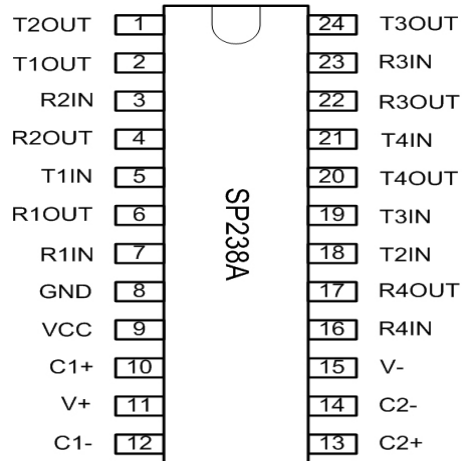 T2OUT 1 24 T3OUT
T1OUT 2 23 R3IN
R2IN 3 22 R3OUT
R2OUT 4 21 T4IN
T1IN 5 20 T4OUT
R1OUT 6 19 T3IN
R1IN 7 18 T2IN
GND 8 17 R4OUT
VCC 9 16 R4IN
C1+ 10 15 V-
V+ 11 14 C2-
C1- 12 13 C2+
SP238A